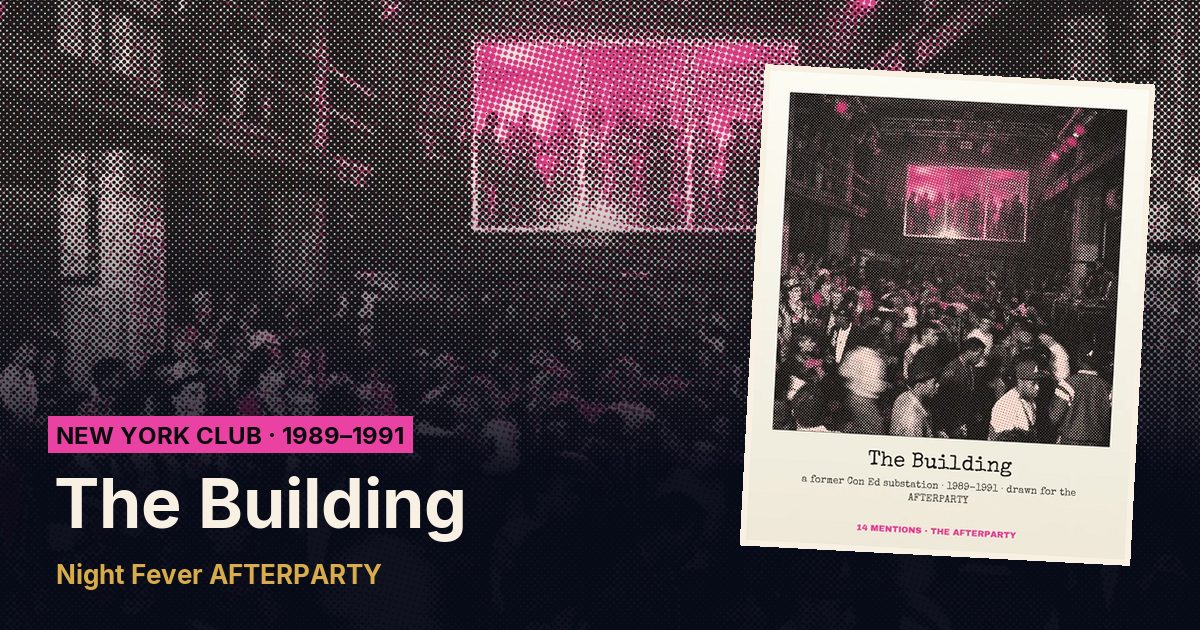 NEW YORK CLUB · 1989–1991
The Building
Night Fever AFTERPARTY
The Building
a former Con Ed substation · 1989–1991 · drawn for the
AFTERPARTY
14 MENTIONS · THE AFTERPARTY